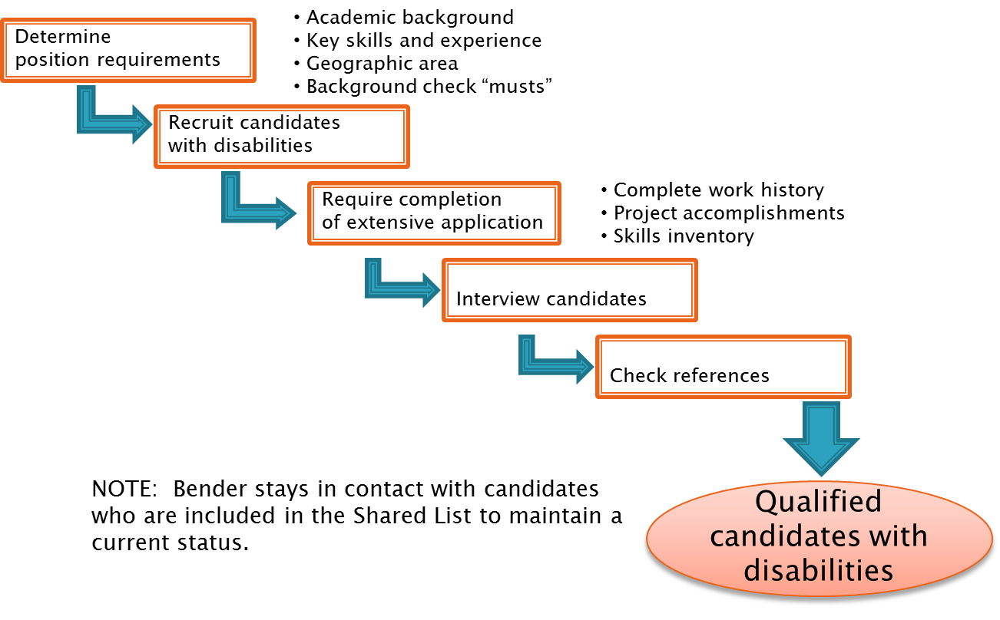 Determine
position requirements
• Academic background
• Key skills and experience
• Geographic area
• Background check “musts”
Recruit candidates
with disabilities
Require completion
of extensive application
• Complete work history
• Project accomplishments
• Skills inventory
Interview candidates
Check references
NOTE:  Bender stays in contact with candidates
who are included in the Shared List to maintain a
current status.
Qualified
candidates with
disabilities